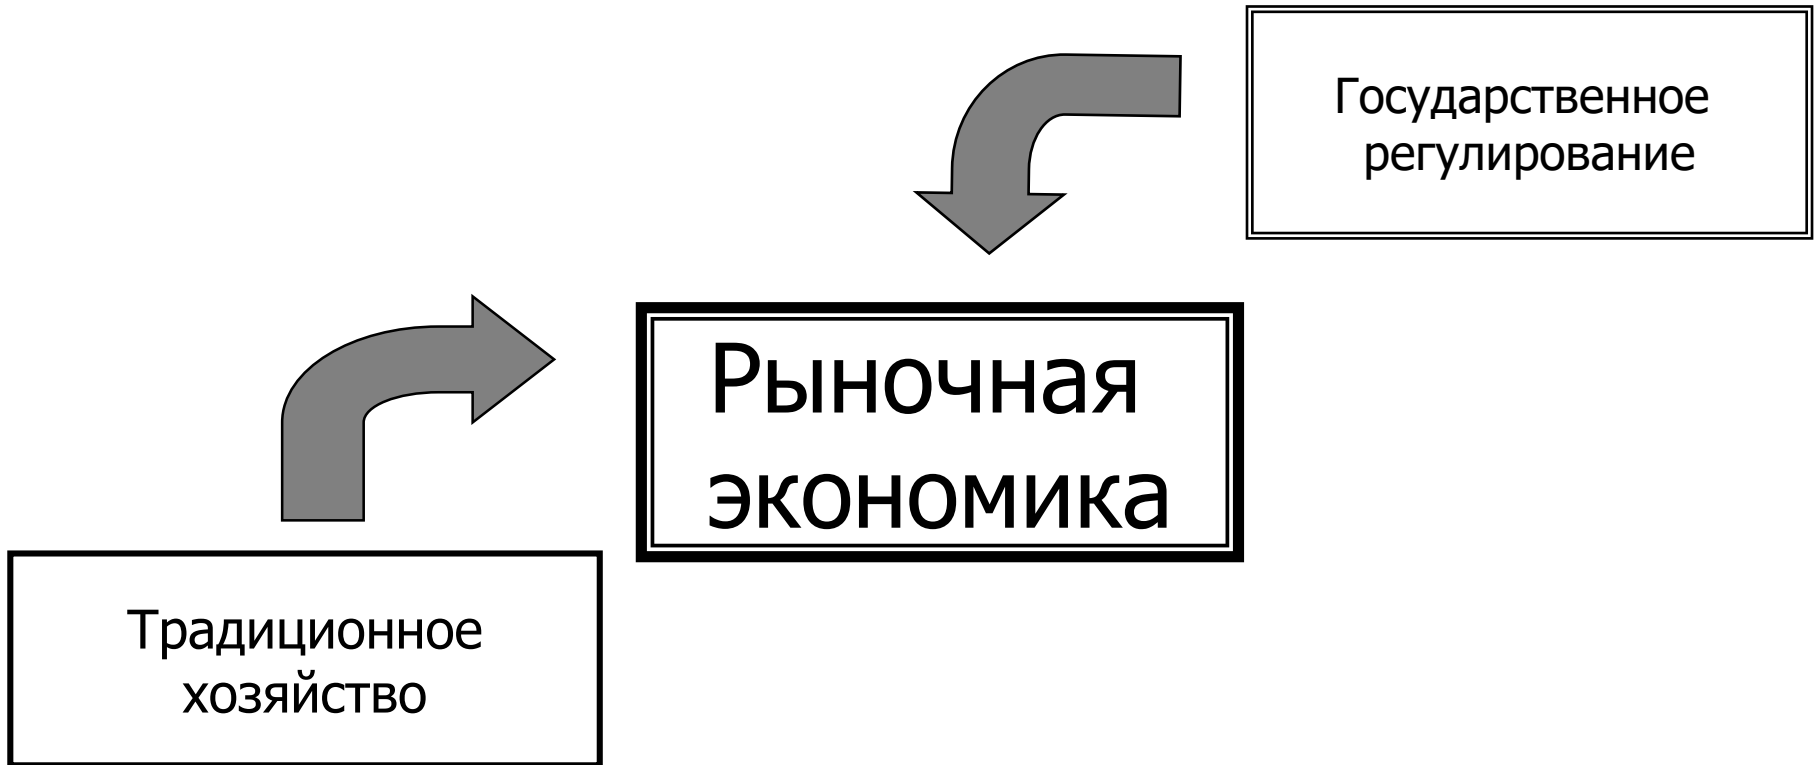 Государственное
регулирование
Рыночная
экономика
Традиционное
хозяйство